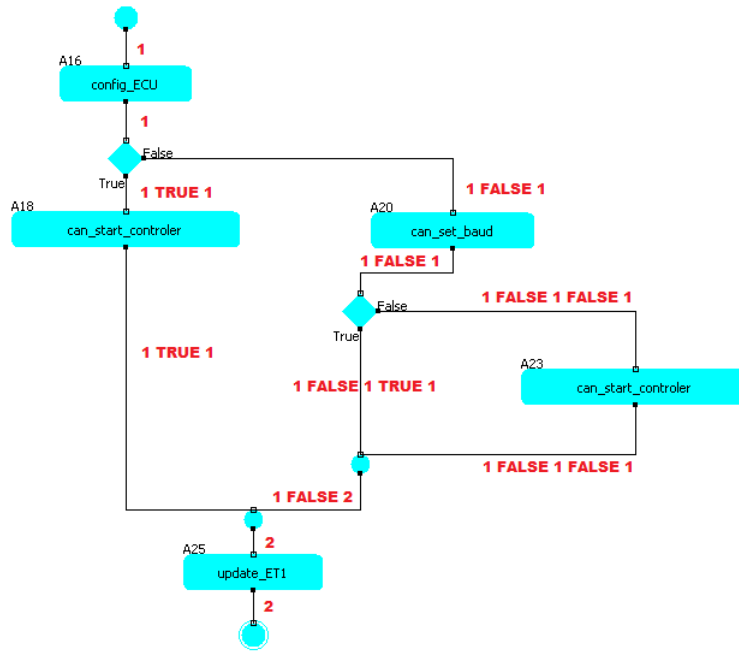 1
A16
config_ECU
1
False
True
1 TRUE 1
1 FALSE 1
A18
can_start_controler
A20
can_set_baud
1 FALSE 1
False
True
1 FALSE 1 FALSE 1
1 TRUE 1
A23
can_start_controler
1 FALSE 1 TRUE 1
1 FALSE 1 FALSE 1
1 FALSE 2
2
A25
update_ET1
2